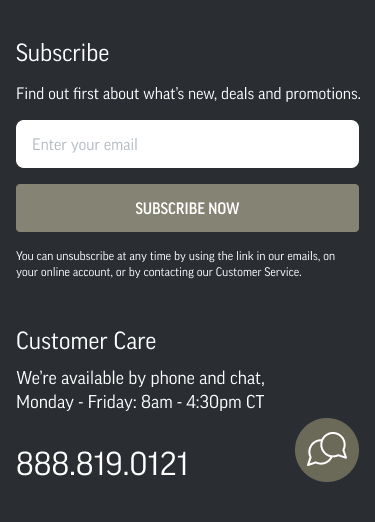 Subscribe
Find out first about what's new, deals and promotions.
Enter your email
SUBSCRIBE NOW
You can unsubscribe at any time by using the link in our emails, on
your online account, or by contacting our Customer Service.
Customer Care
We're available by phone and chat,
Monday - Friday: 8am - 4:30pm CT
888.819.0121